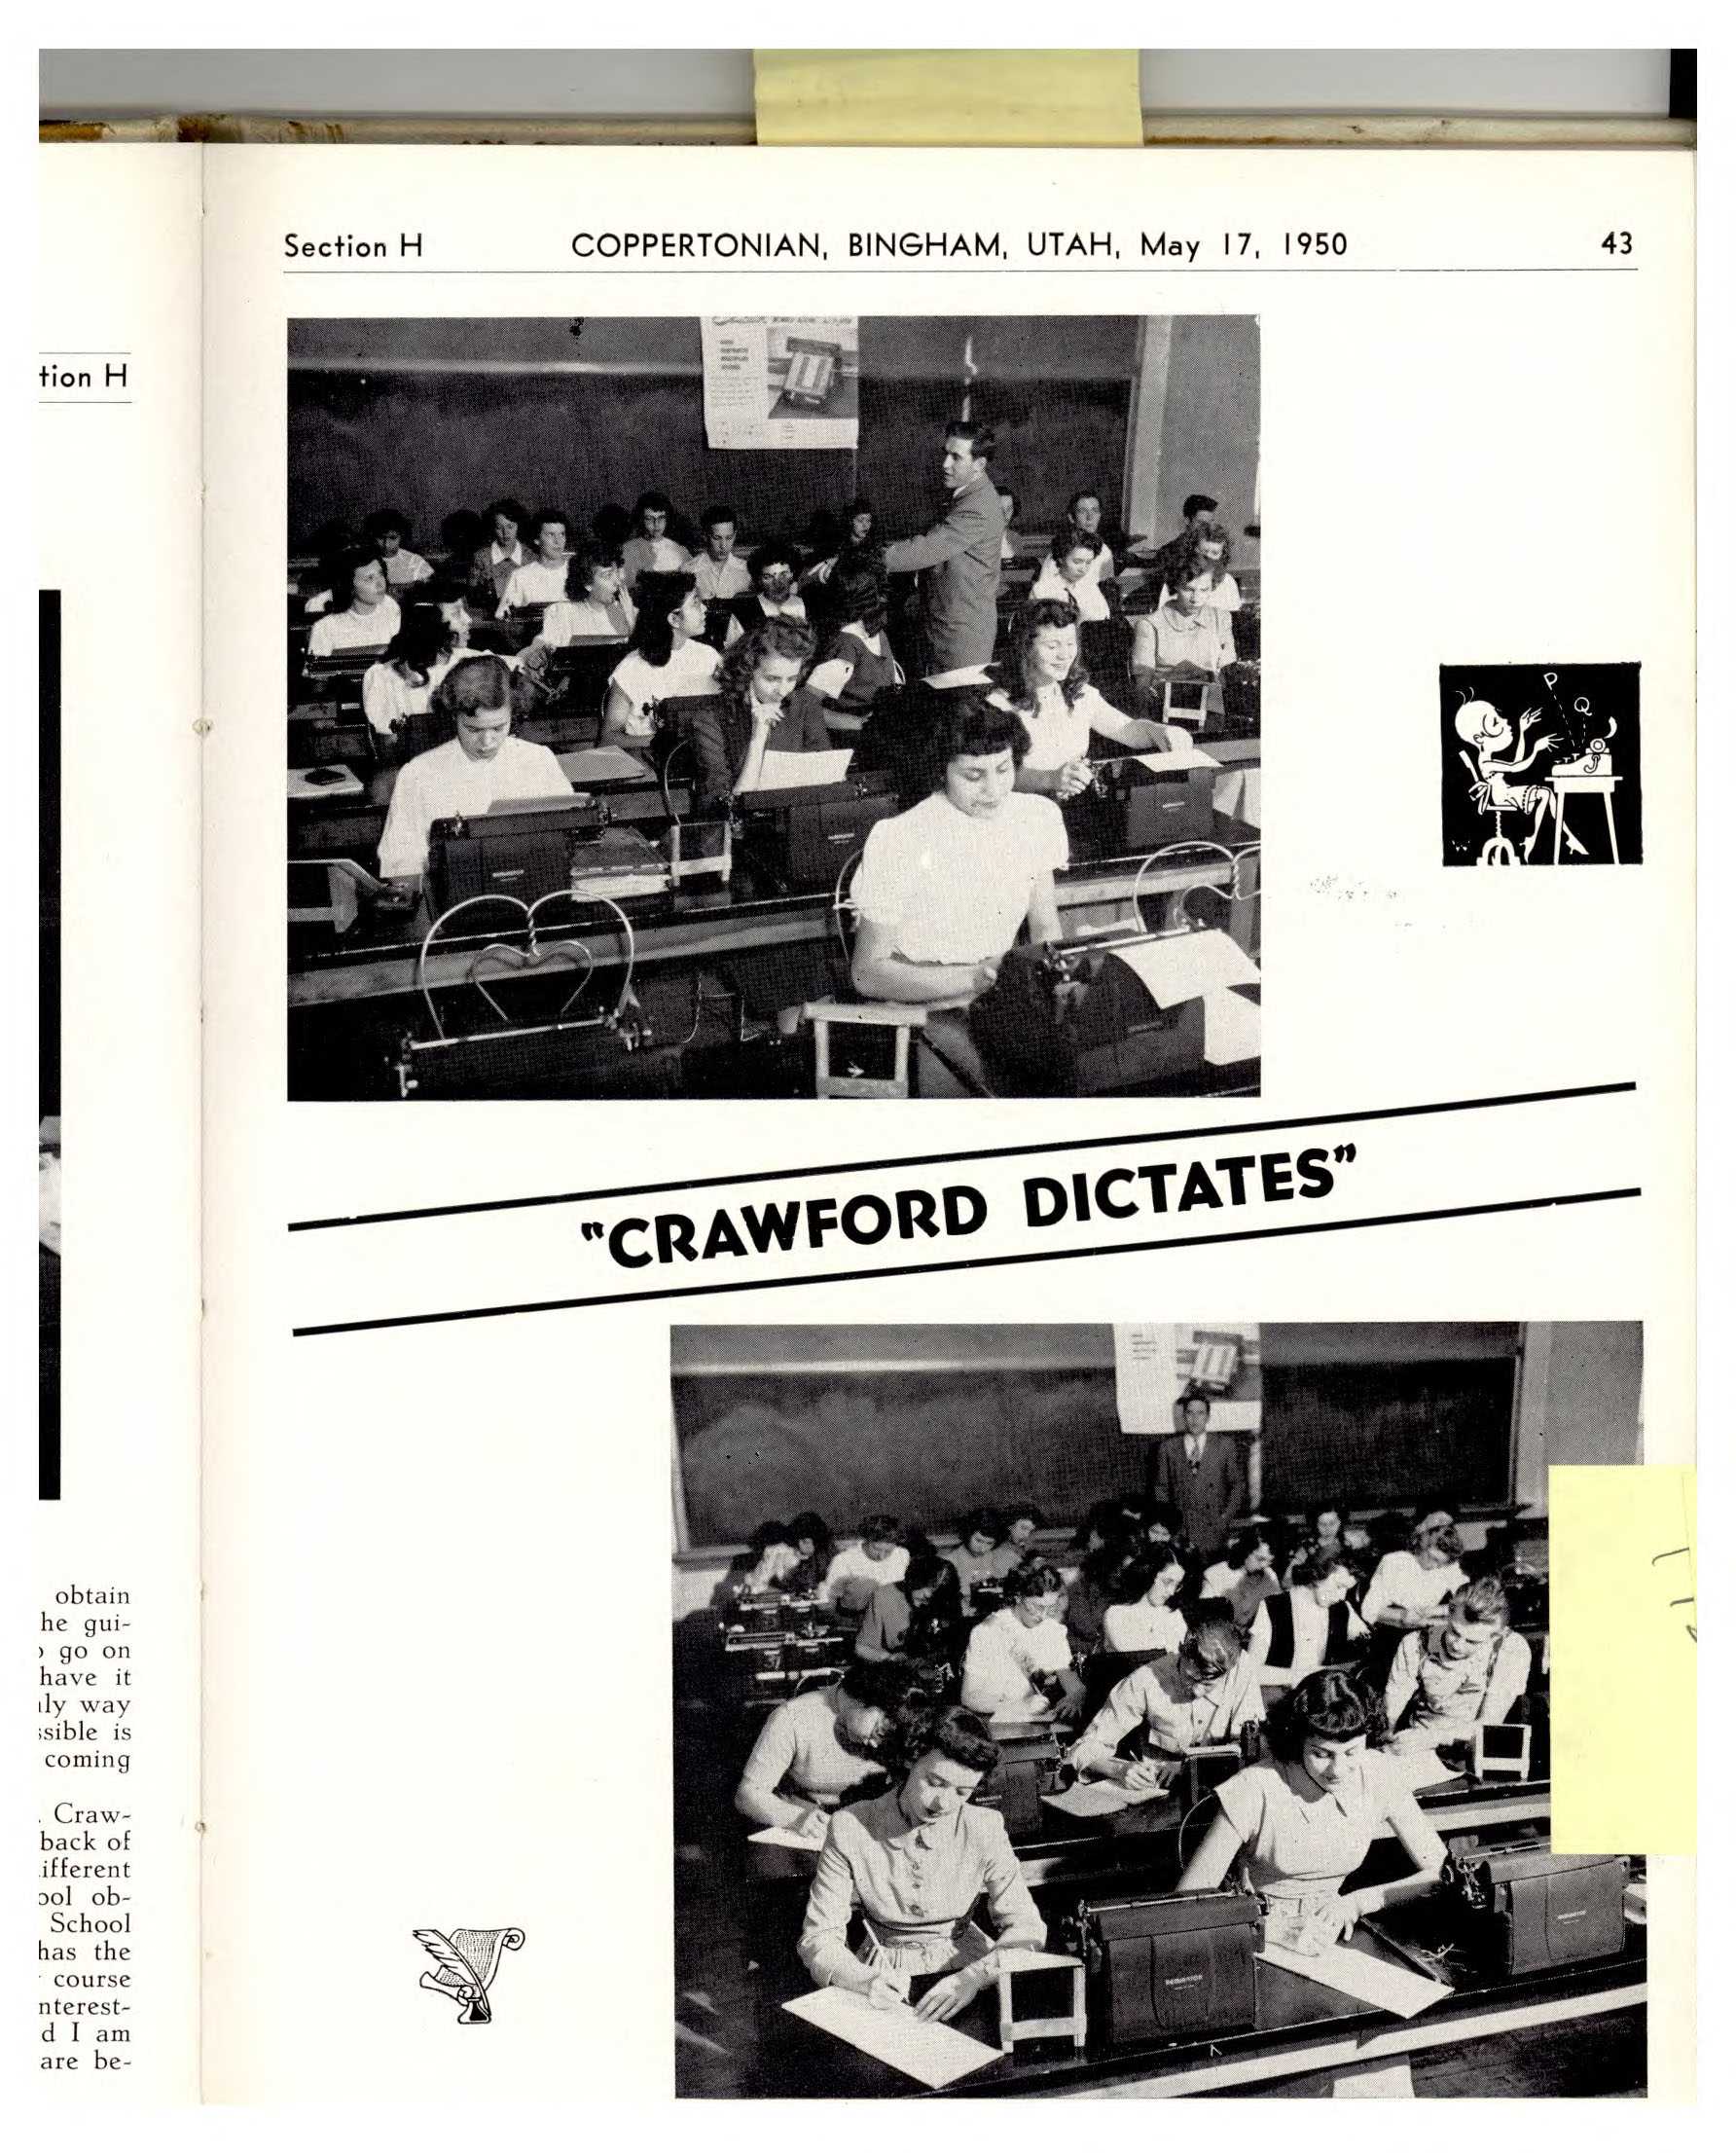 tion H
obtain
he gui-
go on
have it
ly way
ssible is
coming
. Craw-
back of
ifferent
ool ob-
School
has the
course
nterest-
d I am
are be-
Section H COPPERTONIAN, BINGHAM, UTAH, May 17, 1950 43
P
Q
"CRAWFORD DICTATES"